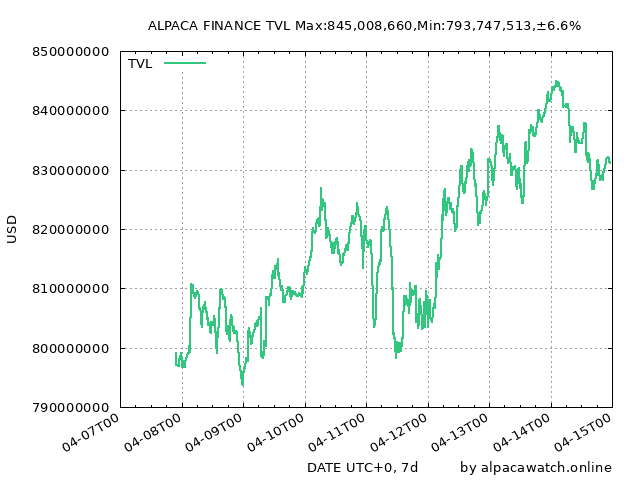 ALPACA FINANCE TVL Max:845,008,660,Min:793,747,513,±6.6%
850000000
TVL
840000000
830000000
820000000
USD
810000000
800000000
790000000
04-07T00
04-08T00
04-09T00
04-10T00
04-11T00
04-12T00
04-13T00
04-14T00
04-15T00
DATE UTC+0, 7d
by alpacawatch.online